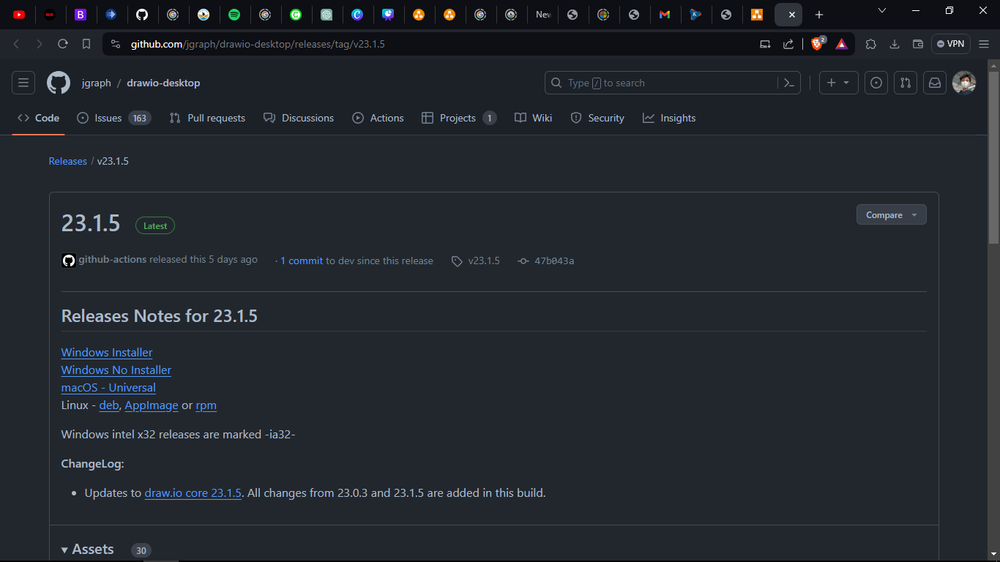 New
github.com/jgraph/drawio-desktop/releases/tag/v23.1.5
2
VPN
jgraph / drawio-desktop
Type / to search
Code
Issues 163
Pull requests
Discussions
Actions
Projects 1
Wiki
Security
Insights
Releases / v23.1.5
23.1.5 Latest
Compare
github-actions released this 5 days ago · 1 commit to dev since this release v23.1.5 47b043a
Releases Notes for 23.1.5
Windows Installer
Windows No Installer
macOS - Universal
Linux - deb, AppImage or rpm
Windows intel x32 releases are marked -ia32-
ChangeLog:
• Updates to draw.io core 23.1.5. All changes from 23.0.3 and 23.1.5 are added in this build.
Assets 30